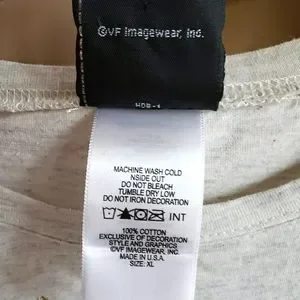 ©VF Imagewear, Inc.
MACHINE WASH COLD
NSIDE OUT
DO NOT BLEACH
TUMBLE DRY LOW
DO NOT IRON DECORATION
INT
100% COTTON
EXCLUSIVE OF DECORATION
STYLE AND GRAPHICS
©VF IMAGEWEAR, INC.
MADE IN U.S.A.
SIZE: XL